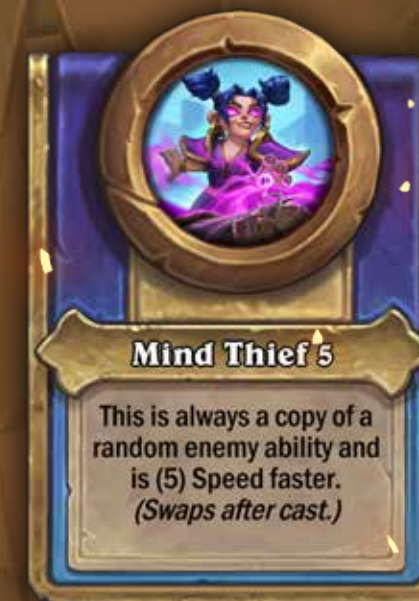 Mind Thief 5
This is always a copy of a
random enemy ability and
is (5) Speed faster.
(Swaps after cast.)